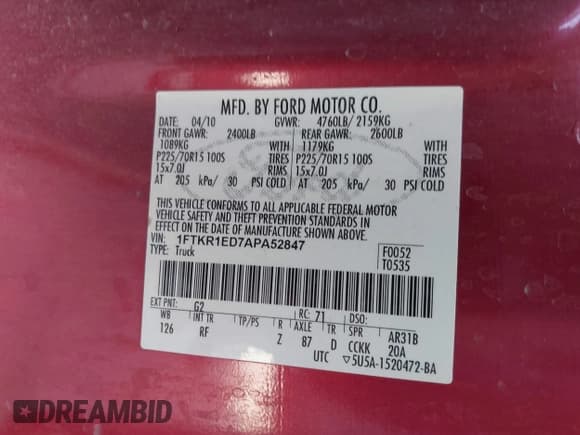 MFD. BY FORD MOTOR CO.
DATE: 04/10 GVWR: 4760LB/ 2159KG
FRONT GAWR: 2400LB REAR GAWR: 2600LB
1089KG WITH 1179KG WITH
P225/70R15 100S TIRES P225/70R15 100S TIRES
15x7.0J RIMS 15x7.0J RIMS
AT 205 kPa/ 30 PSI COLD AT 205 kPa/ 30 PSI COLD
THIS VEHICLE CONFORMS TO ALL APPLICABLE FEDERAL MOTOR
VEHICLE SAFETY AND THEFT PREVENTION STANDARDS IN
EFFECT ON THE DATE OF MANUFACTURE SHOWN ABOVE.
VIN: 1FTKR1ED7APA52847 F0052
TYPE: Truck T0535
EXT PNT: G2 RC: 71 DSO:
WB INT TR TP/PS R AXLE TR SPR AR31B
126 RF Z 87 D CCKK 20A
UTC ▽5U5A-1520472-BA
Ford
DREAMBID